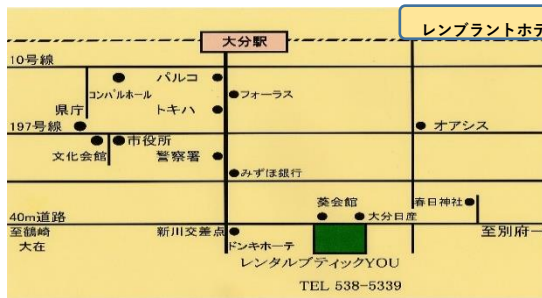 レンブラントホテ
大分駅
10号線
パルコ
コンパルホール
フォーラス
県庁
トキハ
197号線
オアシス
市役所
文化会館
警察署
みずほ銀行
葵会館
春日神社
40m道路
大分日産
至鶴崎
大在
新川交差点
至別府
ドンキホーテ
レンタルブティックYOU
TEL 538-5339